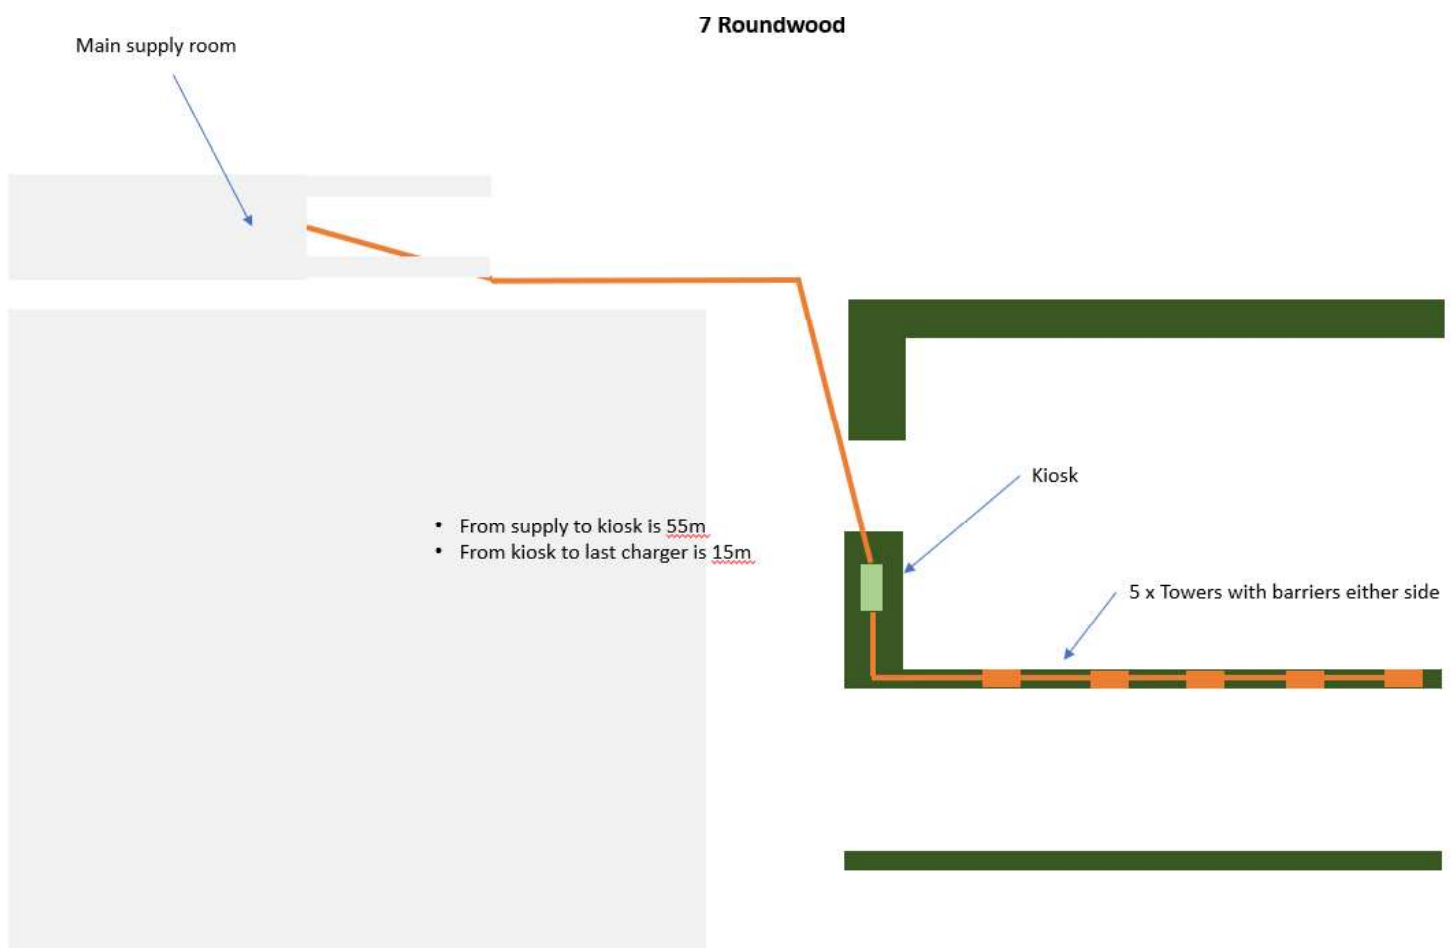 7 Roundwood
Main supply room
Kiosk
• From supply to kiosk is 55m
• From kiosk to last charger is 15m
5 x Towers with barriers either side